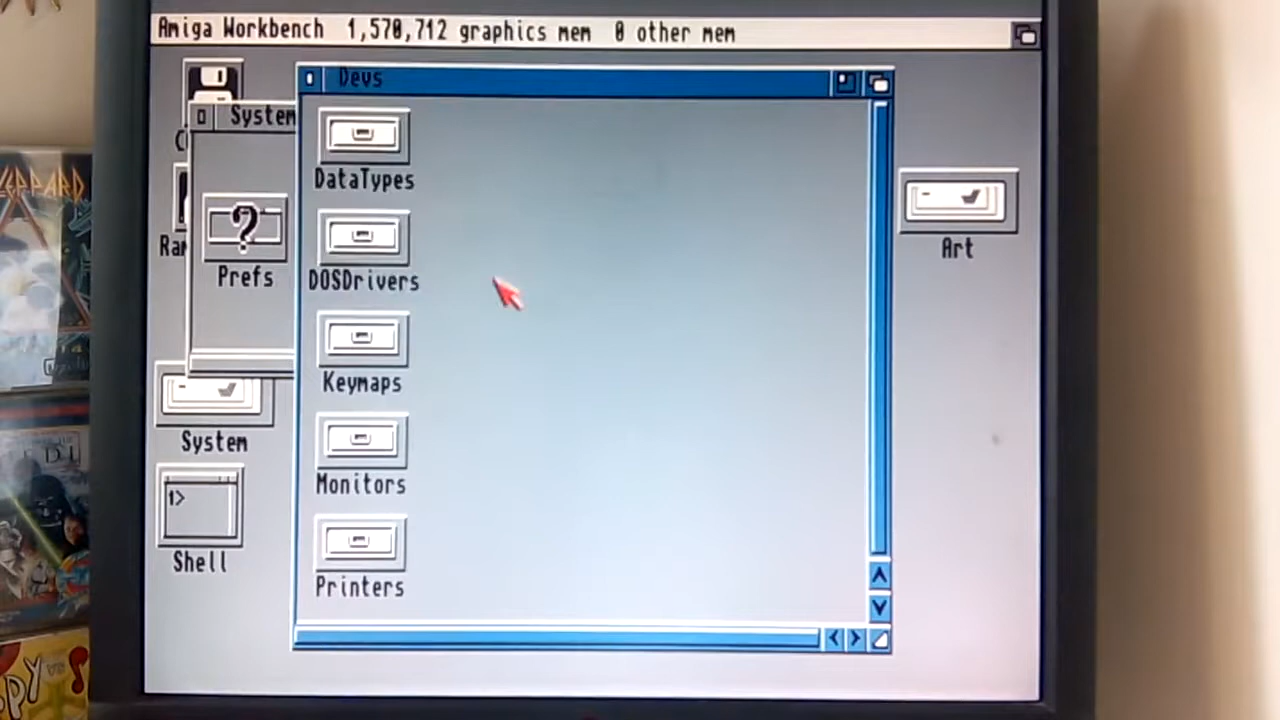 Amiga Workbench 1,570,712 graphics mem 0 other mem
Devs
System
DataTypes
Art
Prefs
DOSDrivers
Keymaps
System
Monitors
1>
Shell
Printers
LEPPARD